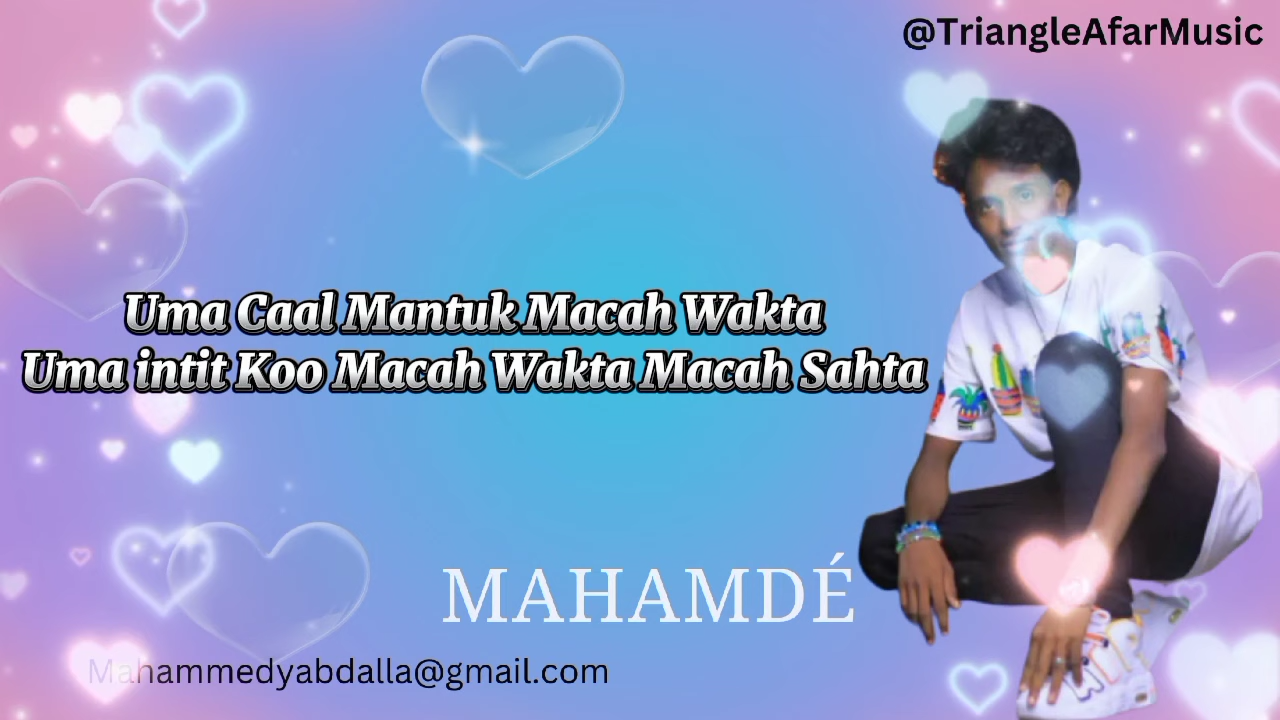 @TriangleAfarMusic
Uma Caal Mantuk Macah Wakta
Uma intit Koo Macah Wakta Macah Sahta
MAHAMDÉ
Mahammedyabdalla@gmail.com